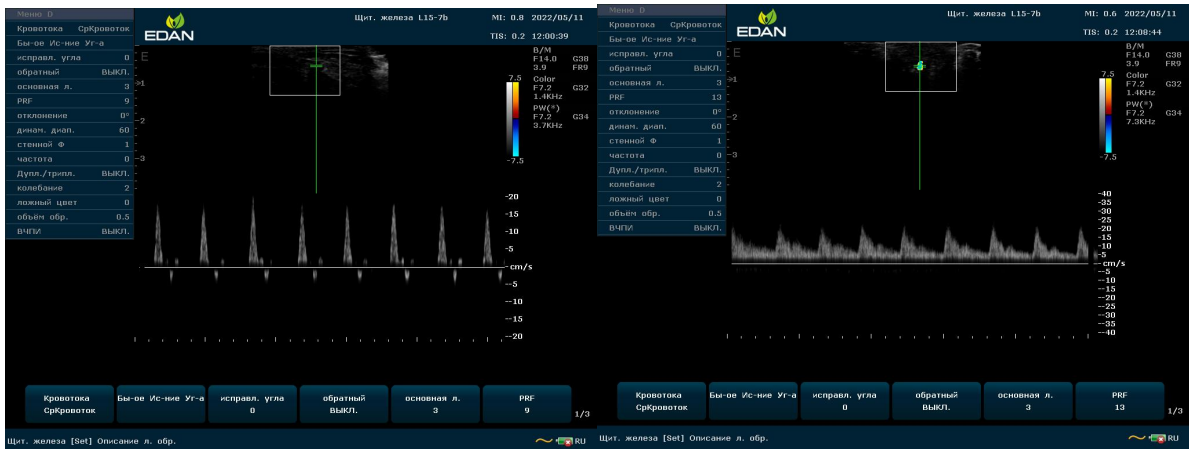 Меню D
Кровотока СрКровоток
Бы-ое Ис-ние Уг-а
исправл. угла 0
обратный ВЫКЛ.
основная л. 3
PRF 9
отклонение 0°
динам. диап. 60
стенной Ф 1
частота 0
Дупл./трипл. ВЫКЛ.
колебание 2
ложный цвет 0
объём обр. 0.5
ВЧПИ ВЫКЛ.
EDAN
Щит. железа L15-7b
MI: 0.8 2022/05/11
TIS: 0.2 12:00:39
E
1
2
3
B/M
F14.0 G38
3.9 FR9
7.5
Color
F7.2 G32
1.4KHz
PW(*)
F7.2 G34
3.7KHz
-7.5
-20
-15
-10
-5
cm/s
--5
--10
--15
--20
Кровотока
СрКровоток
Бы-ое Ис-ние Уг-а
исправл. угла
0
обратный
ВЫКЛ.
основная л.
3
PRF
9
1/3
Щит. железа [Set] Описание л. обр.
RU
Меню D
Кровотока СрКровоток
Бы-ое Ис-ние Уг-а
исправл. угла 0
обратный ВЫКЛ.
основная л. 3
PRF 13
отклонение 0°
динам. диап. 60
стенной Ф 1
частота 0
Дупл./трипл. ВЫКЛ.
колебание 2
ложный цвет 0
объём обр. 0.5
ВЧПИ ВЫКЛ.
EDAN
Щит. железа L15-7b
MI: 0.6 2022/05/11
TIS: 0.2 12:08:44
E
1
2
3
B/M
F14.0 G38
3.9 FR9
7.5
Color
F7.2 G32
1.4KHz
PW(*)
F7.2 G34
7.3KHz
-7.5
-40
-35
-30
-25
-20
-15
-10
-5
cm/s
--5
--10
--15
--20
--25
--30
--35
--40
Кровотока
СрКровоток
Бы-ое Ис-ние Уг-а
исправл. угла
0
обратный
ВЫКЛ.
основная л.
3
PRF
13
1/3
Щит. железа [Set] Описание л. обр.
RU